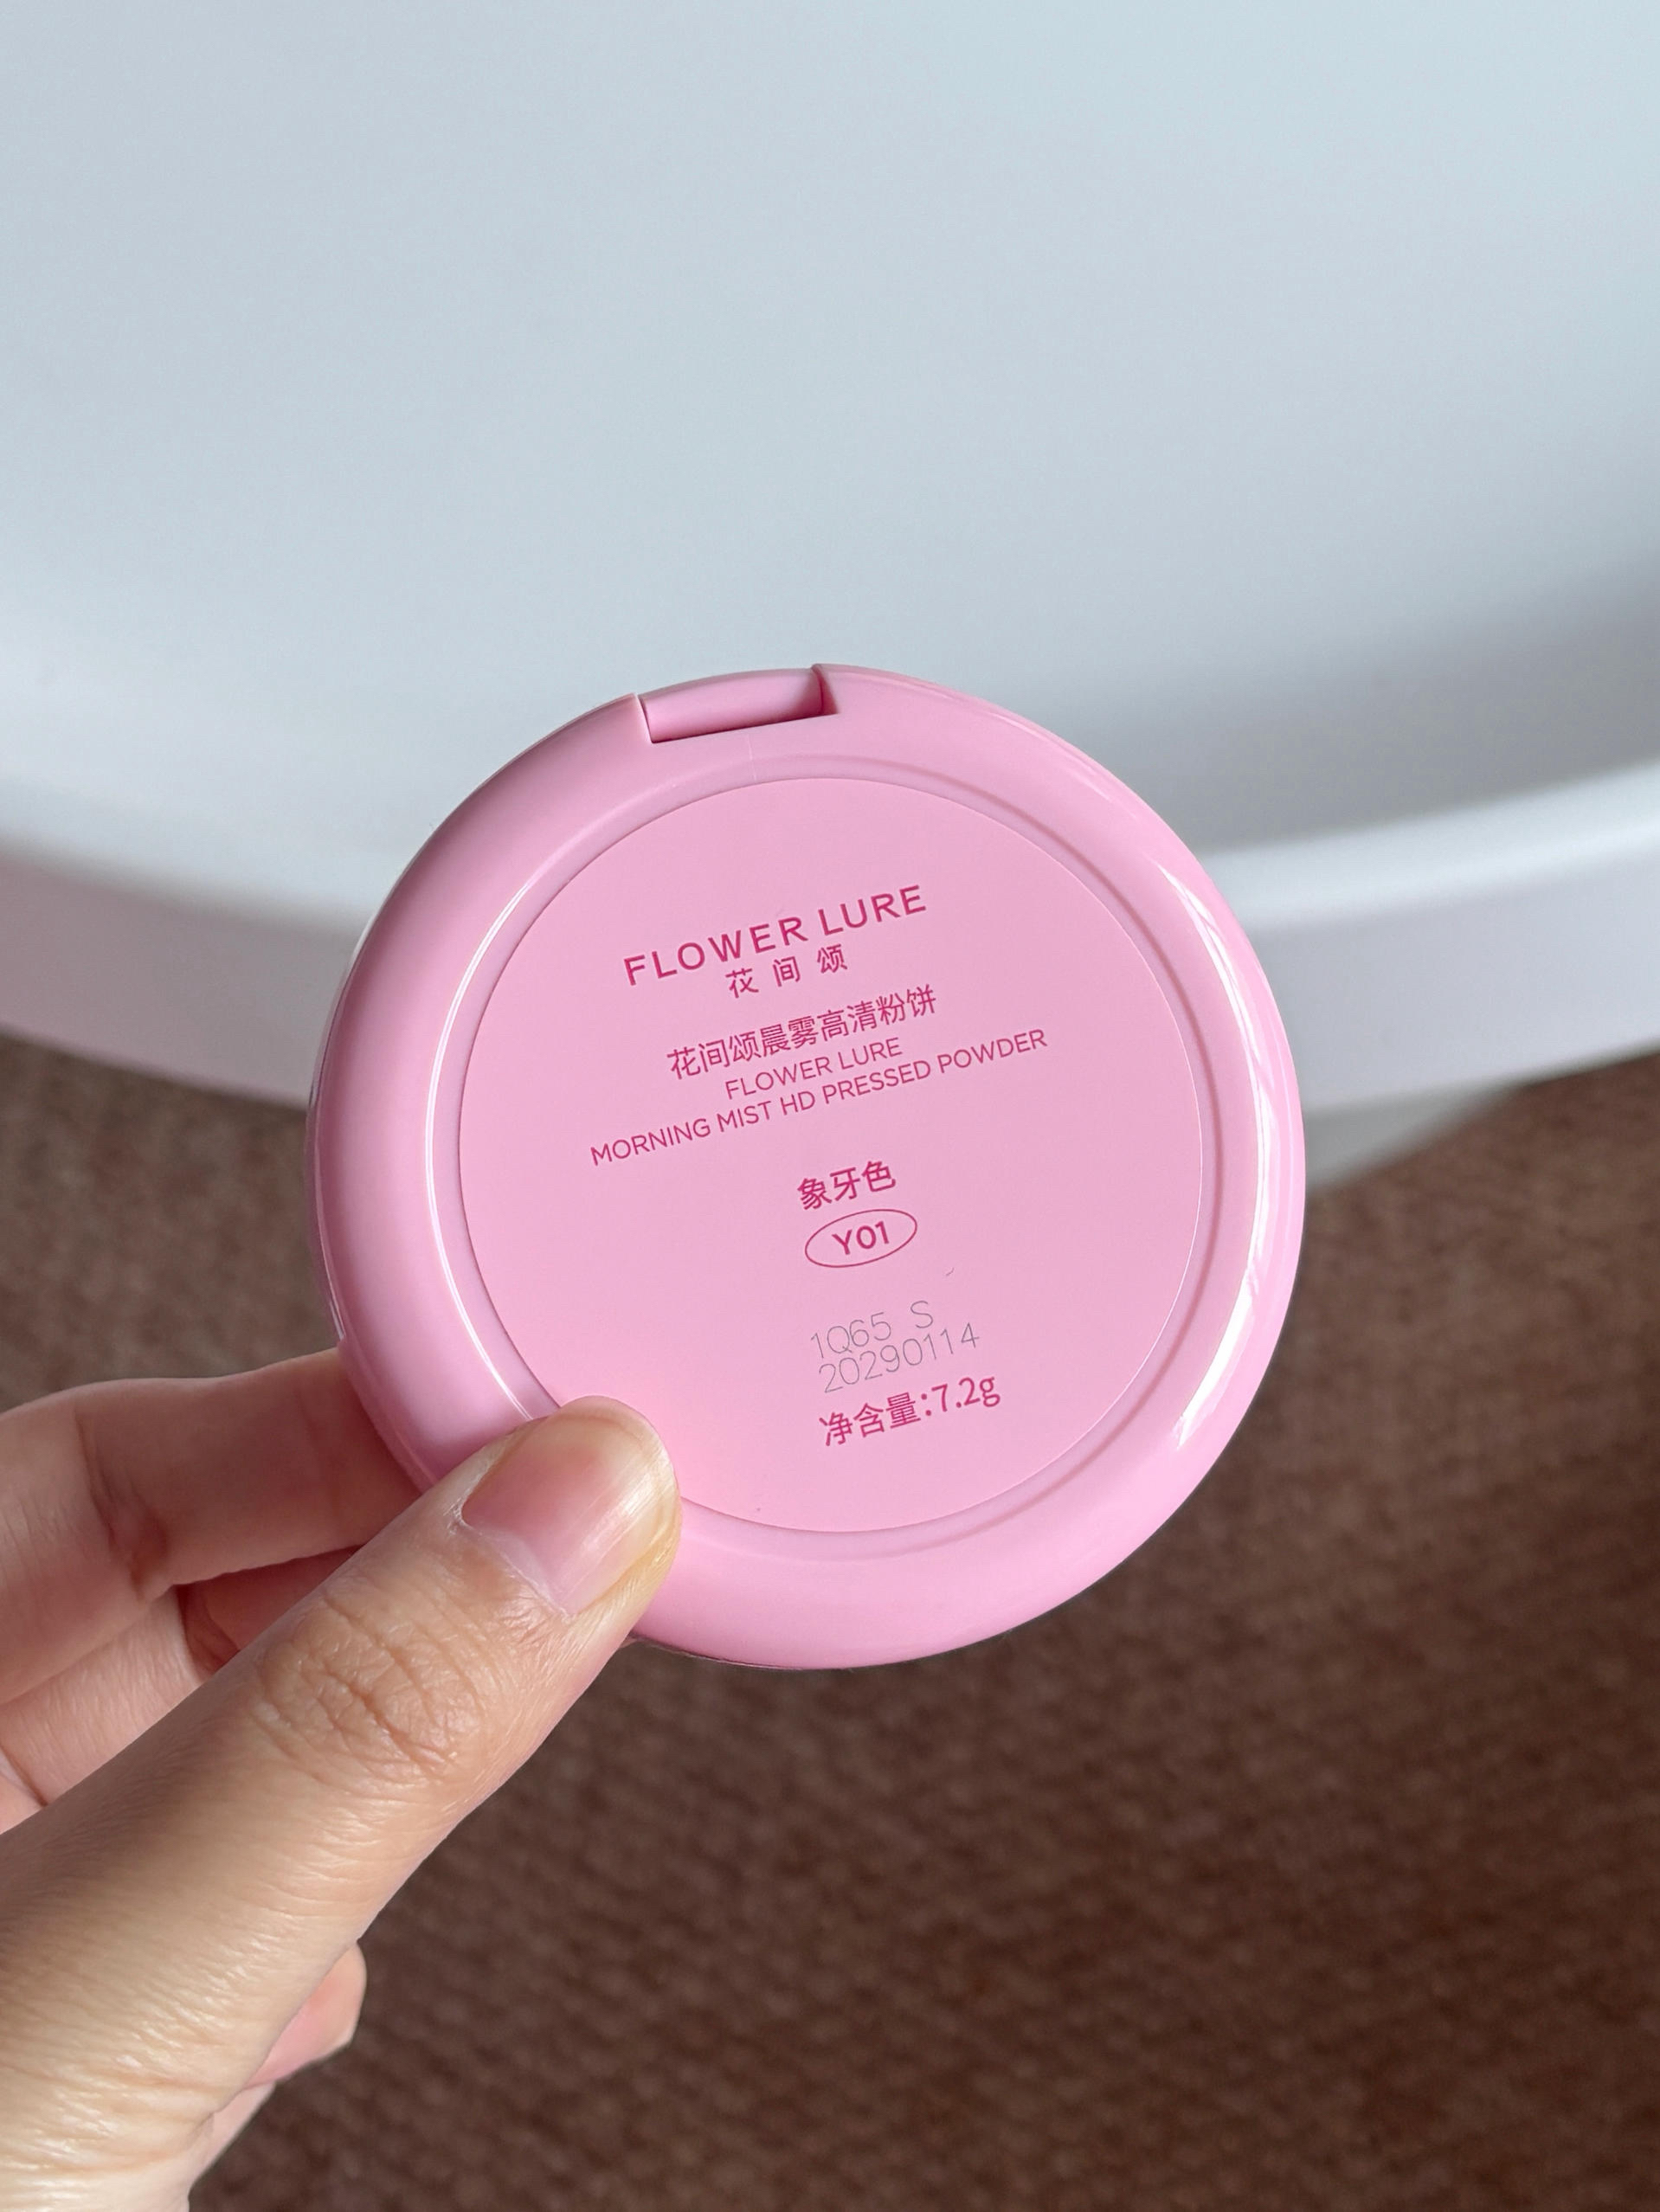 FLOWER LURE
花间颂
花间颂晨雾高清粉饼
FLOWER LURE
MORNING MIST HD PRESSED POWDER
象牙色
Y01
1Q65 S
20290114
净含量:7.2g